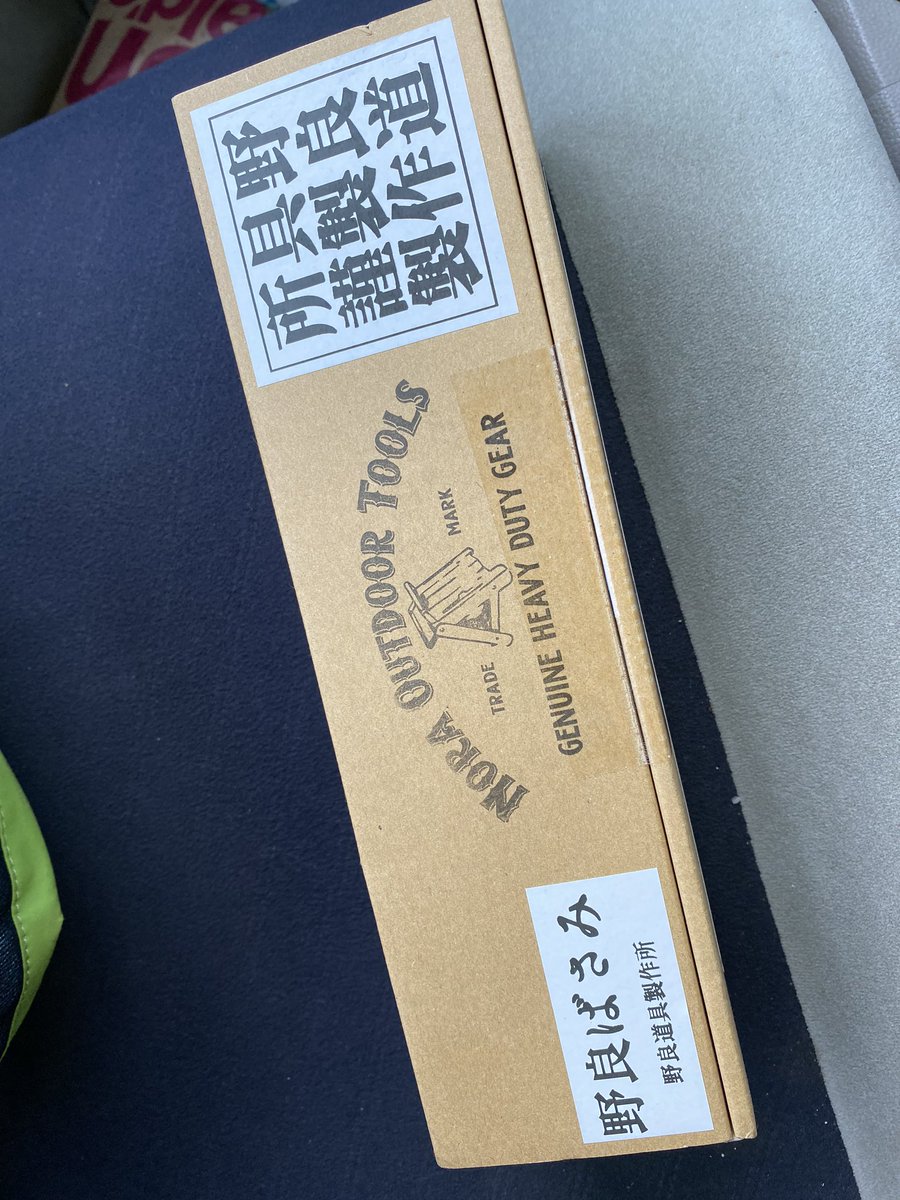 野良ばさみ
野良道具製作所
NORA OUTDOOR TOOLS
TRADE MARK
GENUINE HEAVY DUTY GEAR
野良道
具製作
所謹製